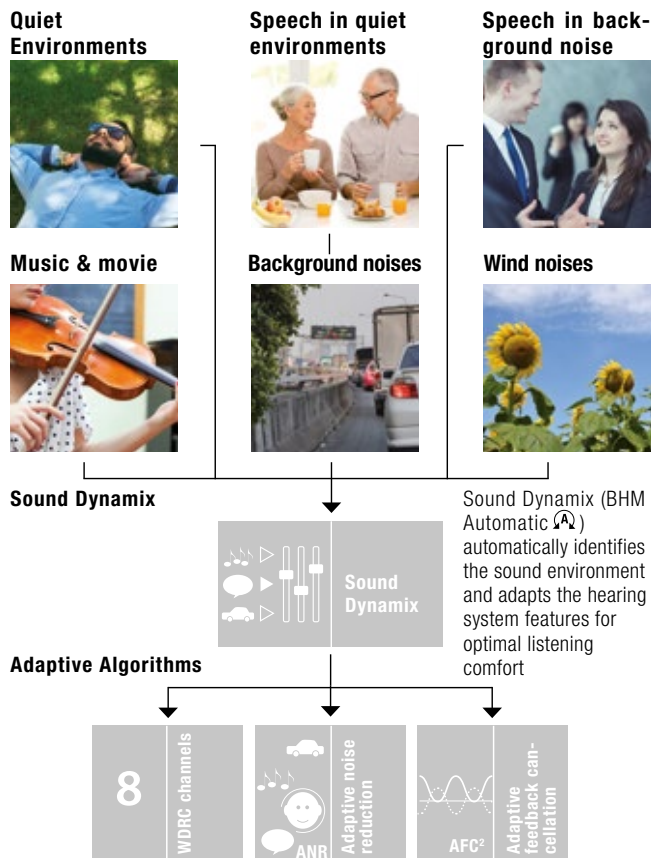 Quiet
Environments
Speech in quiet
environments
Speech in back-
ground noise
Music & movie
Background noises
Wind noises
Sound Dynamix
Sound
Dynamix
Sound Dynamix (BHM
Automatic A)
automatically identifies
the sound environment
and adapts the hearing
system features for
optimal listening
comfort
Adaptive Algorithms
8
WDRC channels
ANR
Adaptive noise
reduction
AFC²
Adaptive
feedback can-
cellation